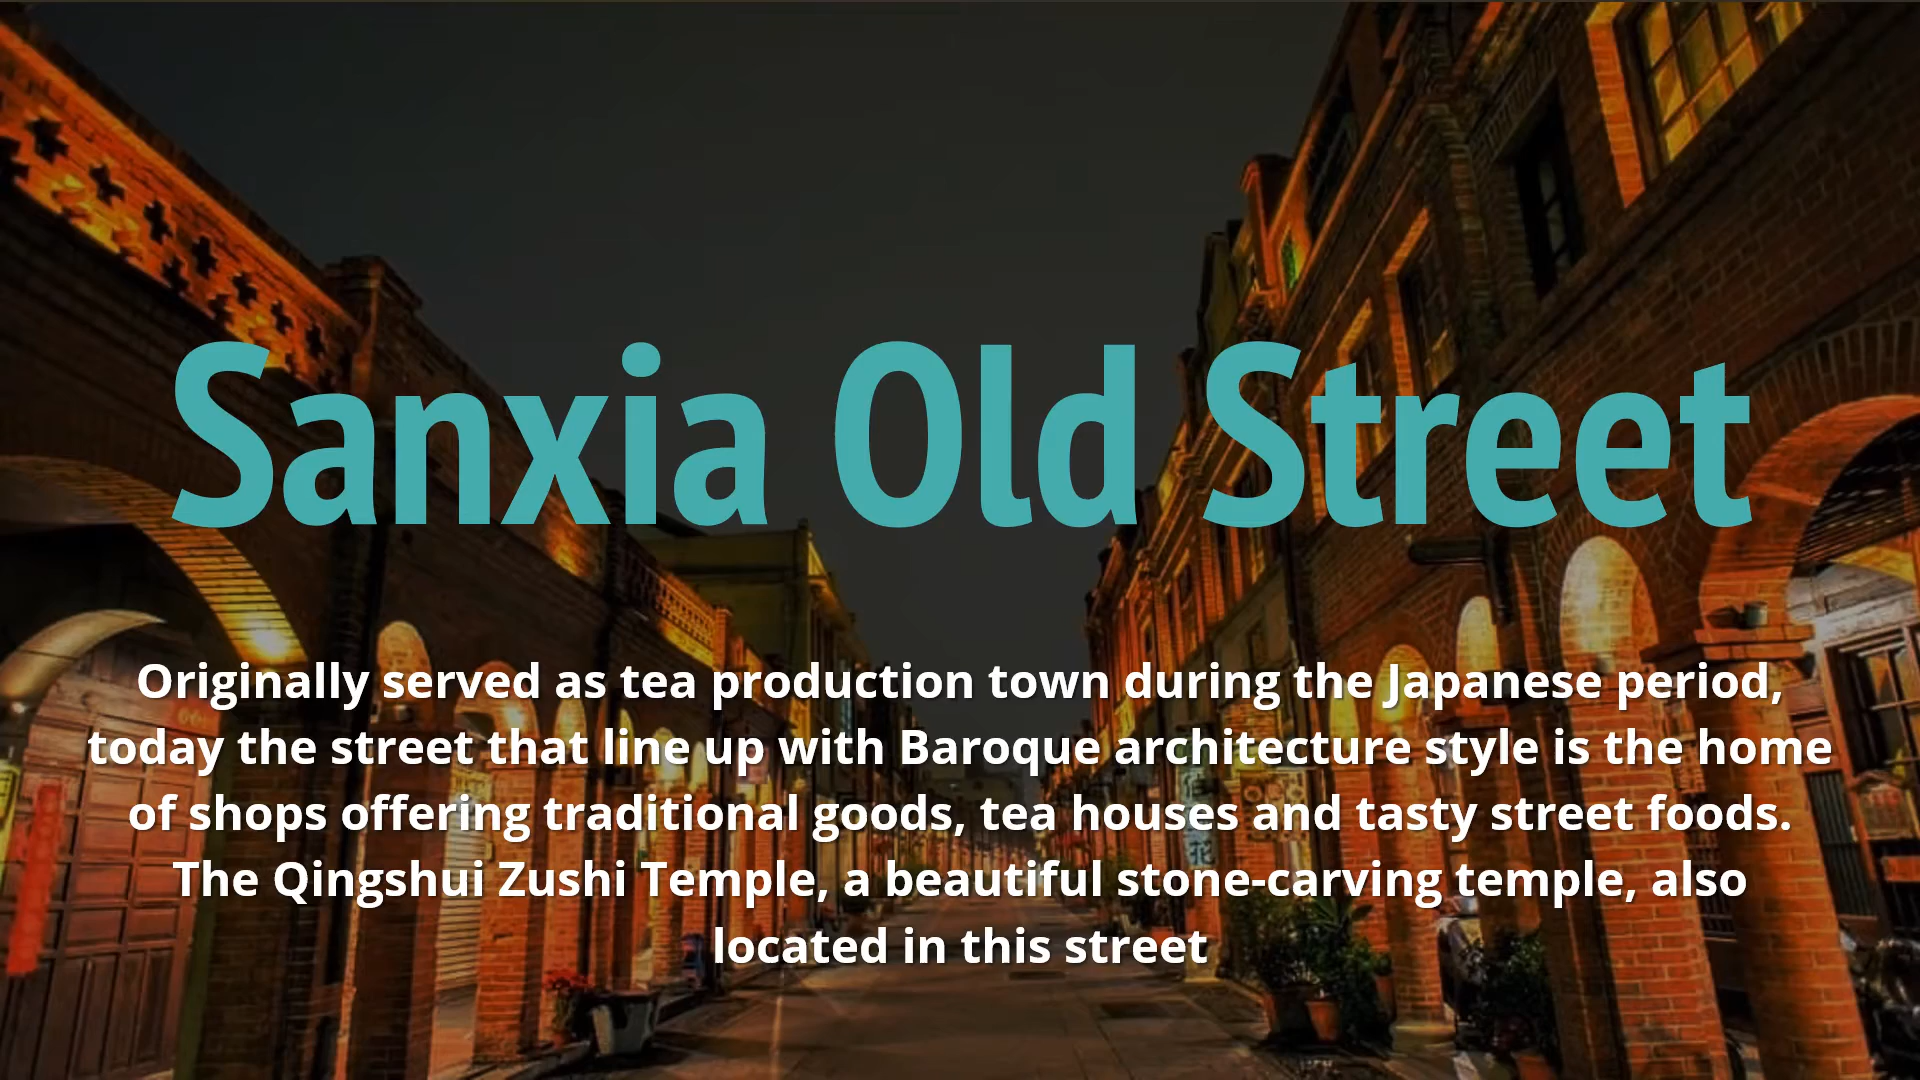 Sanxia Old Street
Originally served as tea production town during the Japanese period,
today the street that line up with Baroque architecture style is the home
of shops offering traditional goods, tea houses and tasty street foods.
The Qingshui Zushi Temple, a beautiful stone-carving temple, also
located in this street
花